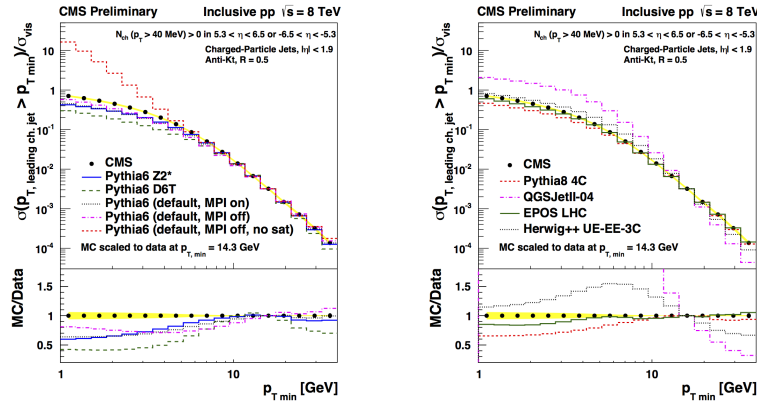 CMS Preliminary Inclusive pp √s = 8 TeV
N_ch (p_T > 40 MeV) > 0 in 5.3 < η < 6.5 or -6.5 < η < -5.3
Charged-Particle Jets, |η| < 1.9
Anti-Kt, R = 0.5
σ(p_T, leading ch. jet > p_T min)/σ_vis
10
1
10^-1
10^-2
10^-3
10^-4
CMS
Pythia6 Z2*
Pythia6 D6T
Pythia6 (default, MPI on)
Pythia6 (default, MPI off)
Pythia6 (default, MPI off, no sat)
MC scaled to data at p_T, min = 14.3 GeV
MC/Data
1.5
1
0.5
1 10
p_T min [GeV]
CMS Preliminary Inclusive pp √s = 8 TeV
N_ch (p_T > 40 MeV) > 0 in 5.3 < η < 6.5 or -6.5 < η < -5.3
Charged-Particle Jets, |η| < 1.9
Anti-Kt, R = 0.5
σ(p_T, leading ch. jet > p_T min)/σ_vis
10
1
10^-1
10^-2
10^-3
10^-4
CMS
Pythia8 4C
QGSJetII-04
EPOS LHC
Herwig++ UE-EE-3C
MC scaled to data at p_T, min = 14.3 GeV
MC/Data
1.5
1
0.5
1 10
p_T min [GeV]